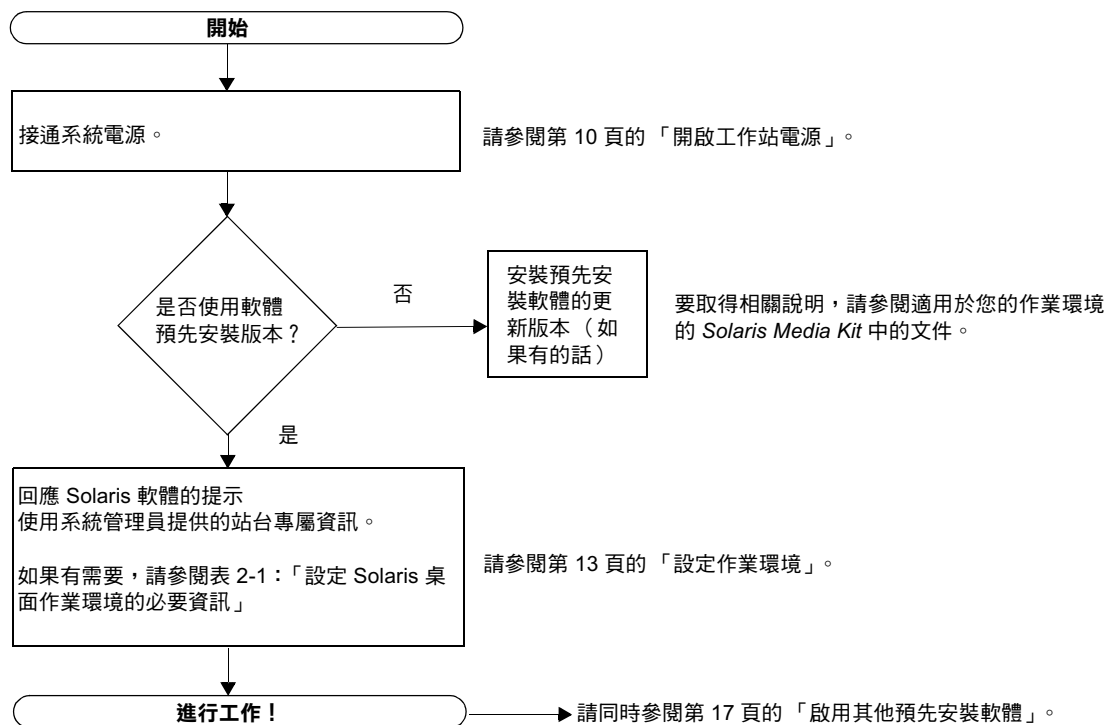 開始
接通系統電源。
請參閱第 10 頁的「開啟工作站電源」。
是否使用軟體
預先安裝版本？
否
安裝預先安
裝軟體的更
新版本（如
果有的話）
要取得相關說明，請參閱適用於您的作業環境
的 Solaris Media Kit 中的文件。
是
回應 Solaris 軟體的提示
使用系統管理員提供的站台專屬資訊。
如果有需要，請參閱表 2-1：「設定 Solaris 桌
面作業環境的必要資訊」
請參閱第 13 頁的「設定作業環境」。
進行工作！
請同時參閱第 17 頁的「啟用其他預先安裝軟體」。